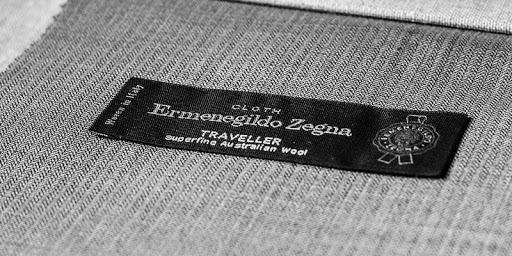 Woven in Italy
CLOTH
Ermenegildo Zegna
TRAVELLER
superfine Australian wool